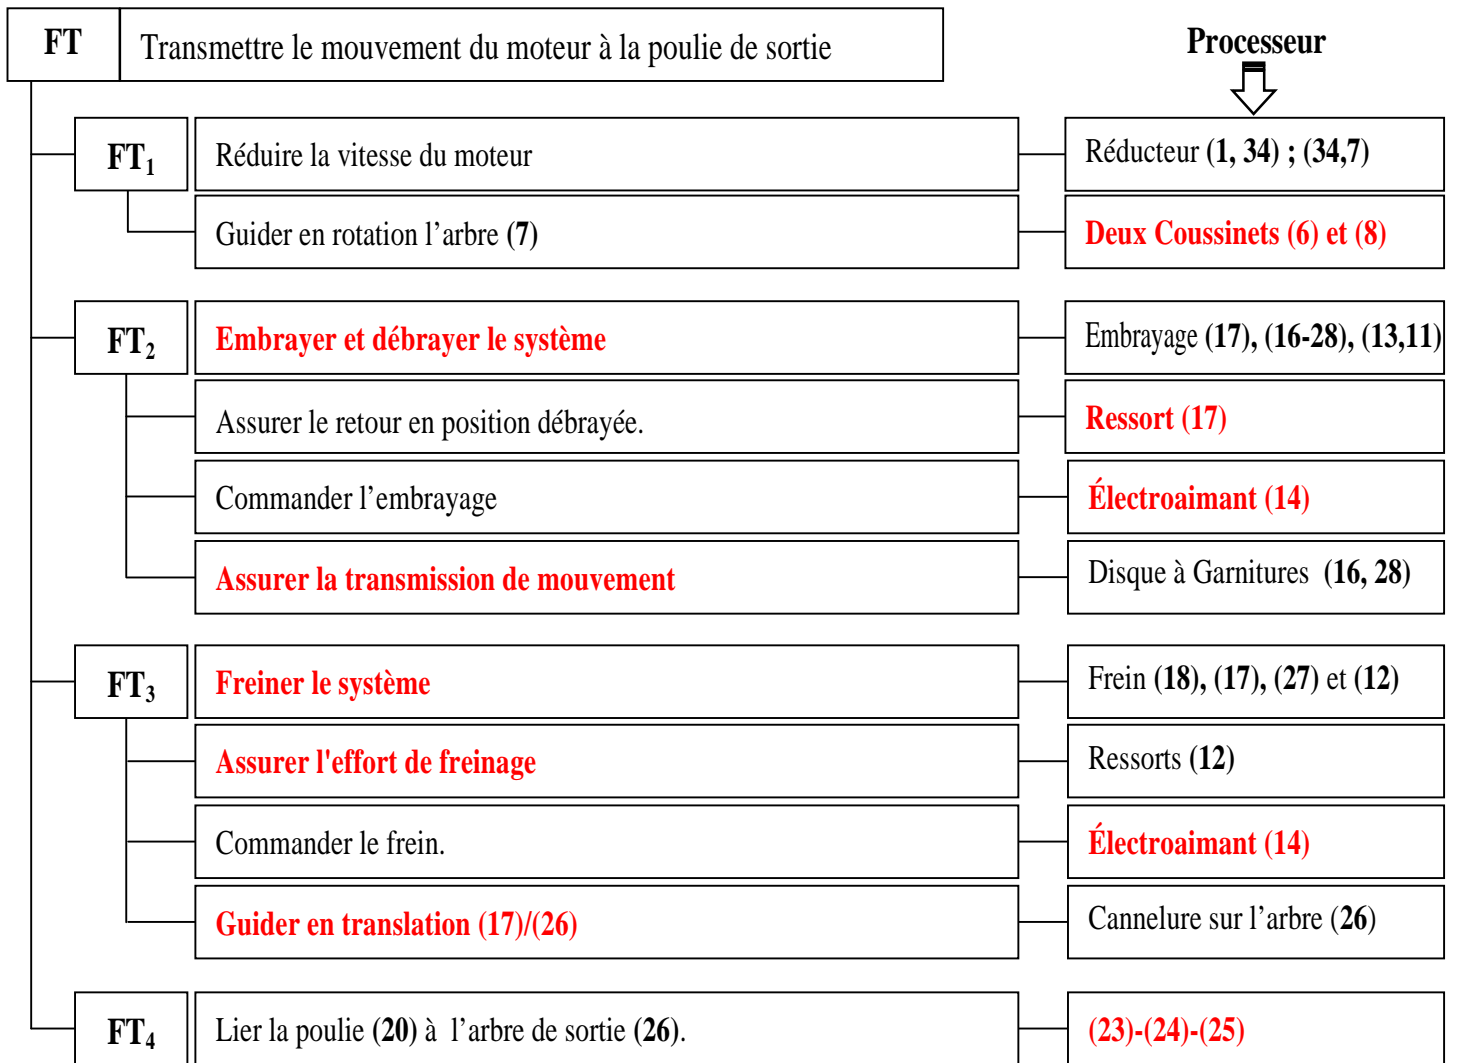 FT Transmettre le mouvement du moteur à la poulie de sortie
Processeur
FT1 Réduire la vitesse du moteur Réducteur (1, 34) ; (34,7)
Guider en rotation l’arbre (7) Deux Coussinets (6) et (8)
FT2 Embrayer et débrayer le système Embrayage (17), (16-28), (13,11)
Assurer le retour en position débrayée. Ressort (17)
Commander l’embrayage Électroaimant (14)
Assurer la transmission de mouvement Disque à Garnitures (16, 28)
FT3 Freiner le système Frein (18), (17), (27) et (12)
Assurer l'effort de freinage Ressorts (12)
Commander le frein. Électroaimant (14)
Guider en translation (17)/(26) Cannelure sur l’arbre (26)
FT4 Lier la poulie (20) à l’arbre de sortie (26). (23)-(24)-(25)